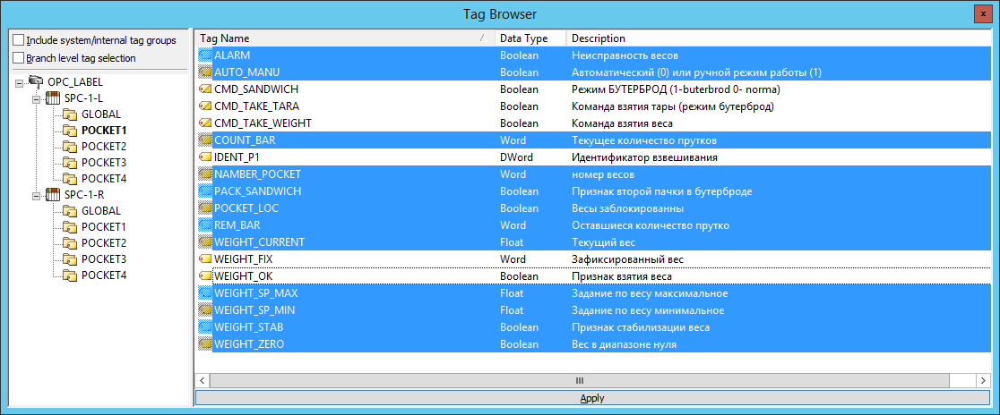 Tag Browser
Include system/internal tag groups
Branch level tag selection
OPC_LABEL
SPC-1-L
GLOBAL
POCKET1
POCKET2
POCKET3
POCKET4
SPC-1-R
GLOBAL
POCKET1
POCKET2
POCKET3
POCKET4
Tag Name Data Type Description
ALARM Boolean Неисправность весов
AUTO_MANU Boolean Автоматический (0) или ручной режим работы (1)
CMD_SANDWICH Boolean Режим БУТЕРБРОД (1-buterbrod 0- norma)
CMD_TAKE_TARA Boolean Команда взятия тары (режим бутерброд)
CMD_TAKE_WEIGHT Boolean Команда взятия веса
COUNT_BAR Word Текущее количество прутков
IDENT_P1 DWord Идентификатор взвешивания
NAMBER_POCKET Word номер весов
PACK_SANDWICH Boolean Признак второй пачки в бутерброде
POCKET_LOC Boolean Весы заблокированны
REM_BAR Word Оставшиеся количество прутко
WEIGHT_CURRENT Float Текущий вес
WEIGHT_FIX Word Зафиксированный вес
WEIGHT_OK Boolean Признак взятия веса
WEIGHT_SP_MAX Float Задание по весу максимальное
WEIGHT_SP_MIN Float Задание по весу минимальное
WEIGHT_STAB Boolean Признак стабилизации веса
WEIGHT_ZERO Boolean Вес в диапазоне нуля
Apply